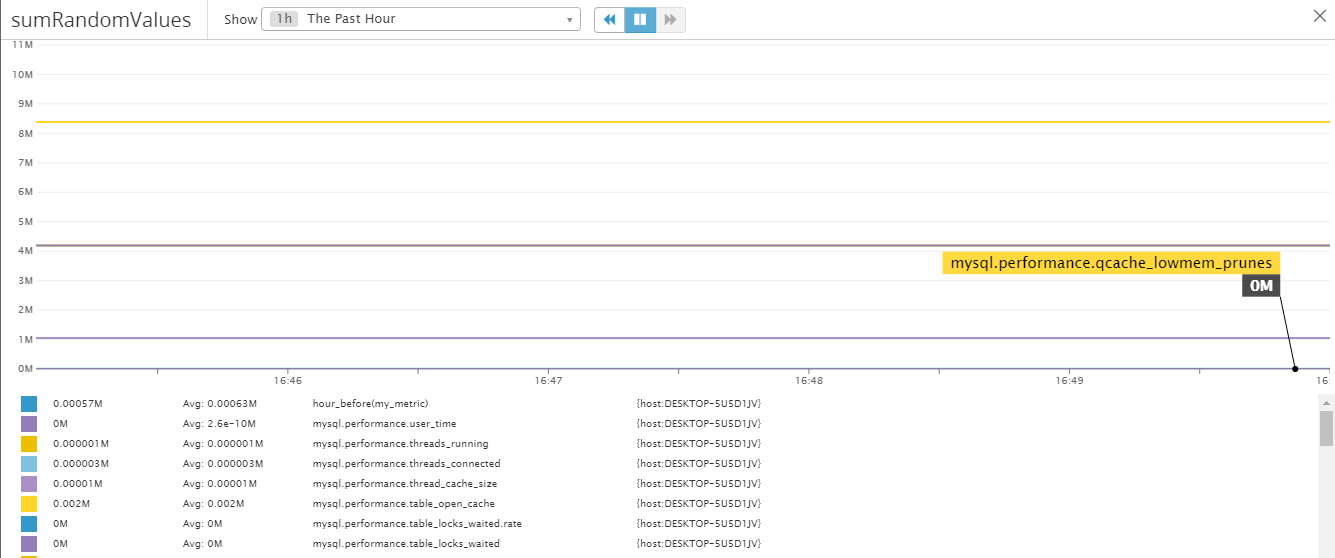 sumRandomValues Show 1h The Past Hour
11M
10M
9M
8M
7M
6M
5M
4M
mysql.performance.qcache_lowmem_prunes
3M
0M
2M
1M
0M
16:46 16:47 16:48 16:49 16:
0.00057M Avg: 0.00063M hour_before(my_metric) {host:DESKTOP-5U5D1JV}
0M Avg: 2.6e-10M mysql.performance.user_time {host:DESKTOP-5U5D1JV}
0.000001M Avg: 0.000001M mysql.performance.threads_running {host:DESKTOP-5U5D1JV}
0.000003M Avg: 0.000003M mysql.performance.threads_connected {host:DESKTOP-5U5D1JV}
0.00001M Avg: 0.00001M mysql.performance.thread_cache_size {host:DESKTOP-5U5D1JV}
0.002M Avg: 0.002M mysql.performance.table_open_cache {host:DESKTOP-5U5D1JV}
0M Avg: 0M mysql.performance.table_locks_waited.rate {host:DESKTOP-5U5D1JV}
0M Avg: 0M mysql.performance.table_locks_waited {host:DESKTOP-5U5D1JV}